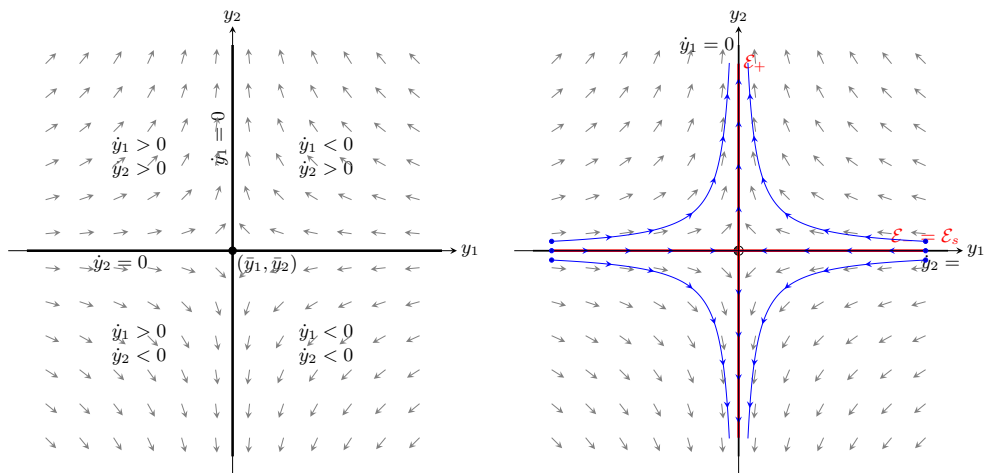 y₂
ẏ₁ = 0
ẏ₁ > 0
ẏ₂ > 0
ẏ₁ < 0
ẏ₂ > 0
y₁
ẏ₂ = 0
(ȳ₁, ȳ₂)
ẏ₁ > 0
ẏ₂ < 0
ẏ₁ < 0
ẏ₂ < 0
y₂
ẏ₁ = 0
ℰ₊
ℰ = ℰₛ
y₁
ẏ₂ =